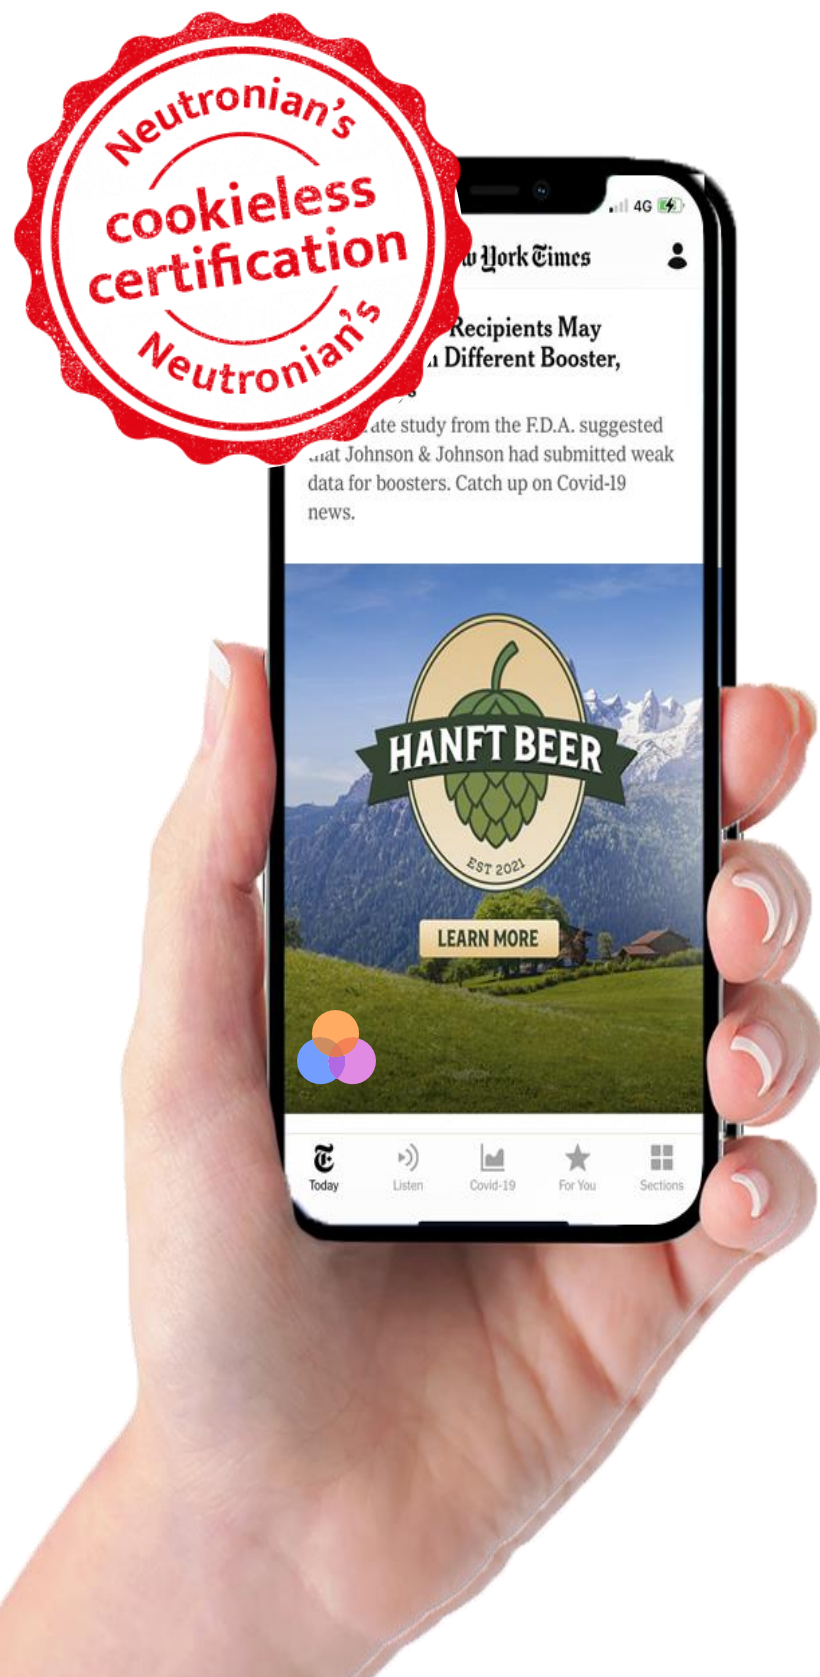 Neutronian's
cookieless
certification
Neutronian's
4G
York Times
Recipients May
Different Booster,
study from the F.D.A. suggested
Johnson & Johnson had submitted weak
data for boosters. Catch up on Covid-19
news.
HANFT BEER
EST 2021
LEARN MORE
Today
Listen
Covid-19
For You
Sections